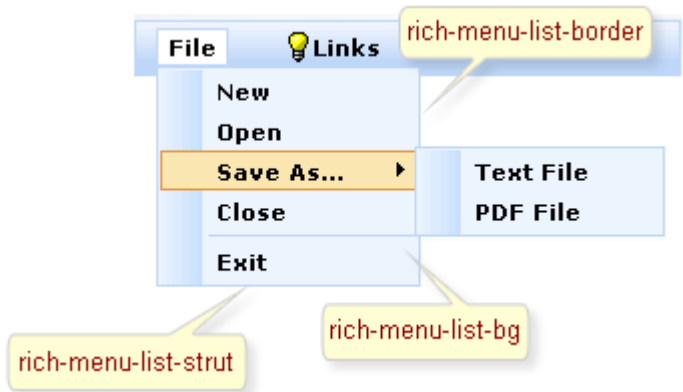 rich-menu-list-border
File Links
New
Open
Save As...
Text File
Close
PDF File
Exit
rich-menu-list-bg
rich-menu-list-strut